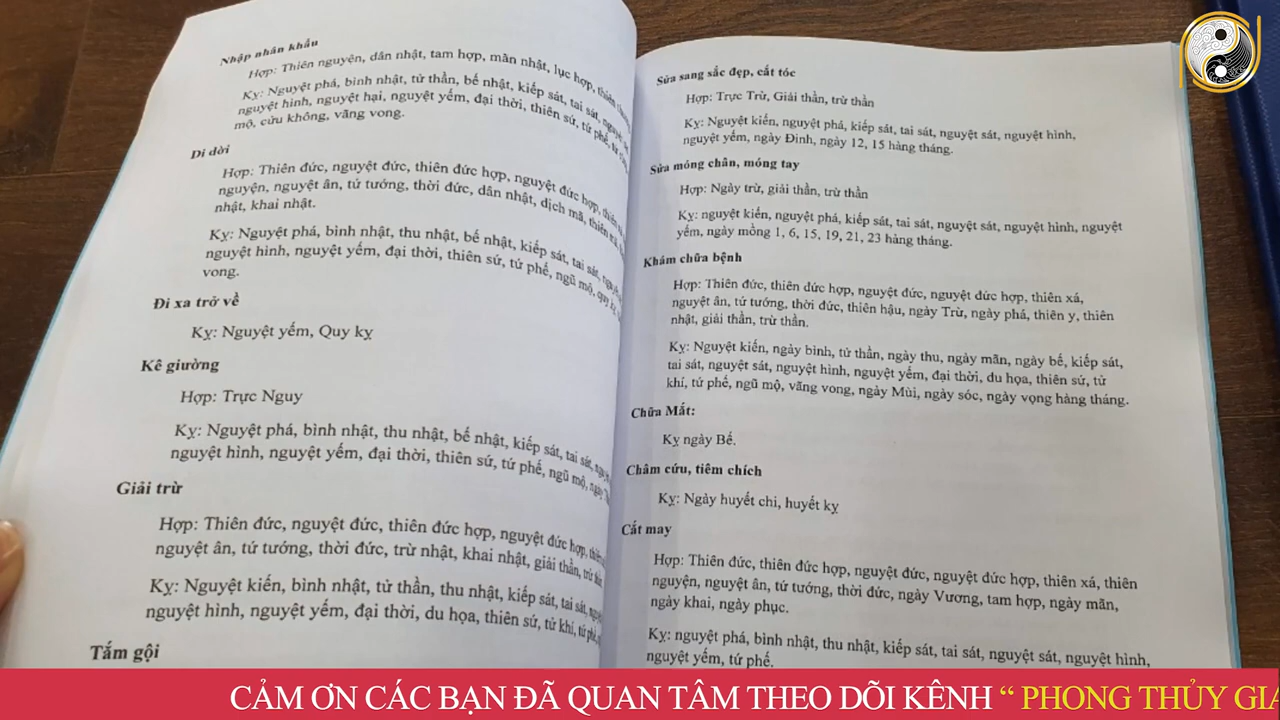 Nhập nhân khẩu
Hợp: Thiên nguyên, dân nhật, tam hợp, mãn nhật, lục hợp, thiên
Kỵ: Nguyệt phá, bình nhật, tử thần, bế nhật, kiếp sát, tai sát,
nguyệt hình, nguyệt hại, nguyệt yếm, đại thời, thiên sứ, tứ phế,
mộ, cửu không, vãng vong.
Di dời
Hợp: Thiên đức, nguyệt đức, thiên đức hợp, nguyệt đức hợp, thiên
nguyện, nguyệt ân, tứ tướng, thời đức, dân nhật, dịch mã, thiên
nhật, khai nhật.
Kỵ: Nguyệt phá, bình nhật, thu nhật, bế nhật, kiếp sát, tai sát,
nguyệt hình, nguyệt yếm, đại thời, thiên sứ, tứ phế, ngũ mộ, quy kỵ,
vong.
Đi xa trở về
Kỵ: Nguyệt yếm, Quy kỵ
Kê giường
Hợp: Trực Nguy
Kỵ: Nguyệt phá, bình nhật, thu nhật, bế nhật, kiếp sát, tai sát,
nguyệt hình, nguyệt yếm, đại thời, thiên sứ, tứ phế, ngũ mộ, ngày
Giải trừ
Hợp: Thiên đức, nguyệt đức, thiên đức hợp, nguyệt đức hợp, thiên
nguyệt ân, tứ tướng, thời đức, trừ nhật, khai nhật, giải thần, trừ
Kỵ: Nguyệt kiến, bình nhật, tử thần, thu nhật, kiếp sát, tai sát,
nguyệt hình, nguyệt yếm, đại thời, du họa, thiên sứ, tử khí, tứ phế,
Tắm gội
Sửa sang sắc đẹp, cắt tóc
Hợp: Trực Trừ, Giải thần, trừ thần
Kỵ: Nguyệt kiến, nguyệt phá, kiếp sát, tai sát, nguyệt sát, nguyệt hình,
nguyệt yếm, ngày Đinh, ngày 12, 15 hàng tháng.
Sửa móng chân, móng tay
Hợp: Ngày trừ, giải thần, trừ thần
Kỵ: nguyệt kiến, nguyệt phá, kiếp sát, tai sát, nguyệt sát, nguyệt hình, nguyệt
yếm, ngày mồng 1, 6, 15, 19, 21, 23 hàng tháng.
Khám chữa bệnh
Hợp: Thiên đức, thiên đức hợp, nguyệt đức, nguyệt đức hợp, thiên xá,
nguyệt ân, tứ tướng, thời đức, thiên hậu, ngày Trừ, ngày phá, thiên y, thiên
nhật, giải thần, trừ thần.
Kỵ: Nguyệt kiến, ngày bình, tử thần, ngày thu, ngày mãn, ngày bế, kiếp sát,
tai sát, nguyệt sát, nguyệt hình, nguyệt yếm, đại thời, du họa, thiên sứ, tử
khí, tứ phế, ngũ mộ, vãng vong, ngày Mùi, ngày sóc, ngày vọng hàng tháng.
Chữa Mắt:
Kỵ ngày Bế.
Châm cứu, tiêm chích
Kỵ: Ngày huyết chi, huyết kỵ
Cắt may
Hợp: Thiên đức, thiên đức hợp, nguyệt đức, nguyệt đức hợp, thiên xá, thiên
nguyện, nguyệt ân, tứ tướng, thời đức, ngày Vương, tam hợp, ngày mãn,
ngày khai, ngày phục.
Kỵ: nguyệt phá, bình nhật, thu nhật, kiếp sát, tai sát, nguyệt sát, nguyệt hình,
nguyệt yếm, tứ phế.
CẢM ƠN CÁC BẠN ĐÃ QUAN TÂM THEO DÕI KÊNH “ PHONG THỦY GIA